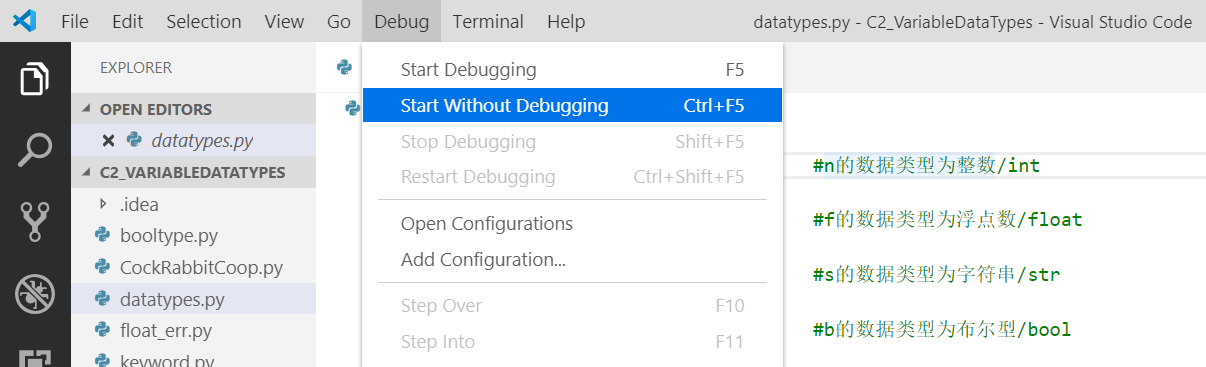 File Edit Selection View Go Debug Terminal Help datatypes.py - C2_VariableDataTypes - Visual Studio Code
EXPLORER
OPEN EDITORS
datatypes.py
C2_VARIABLEDATATYPES
.idea
booltype.py
CockRabbitCoop.py
datatypes.py
float_err.py
keyword.py
Start Debugging F5
Start Without Debugging Ctrl+F5
Stop Debugging Shift+F5
Restart Debugging Ctrl+Shift+F5
Open Configurations
Add Configuration...
Step Over F10
Step Into F11
#n的数据类型为整数/int
#f的数据类型为浮点数/float
#s的数据类型为字符串/str
#b的数据类型为布尔型/bool